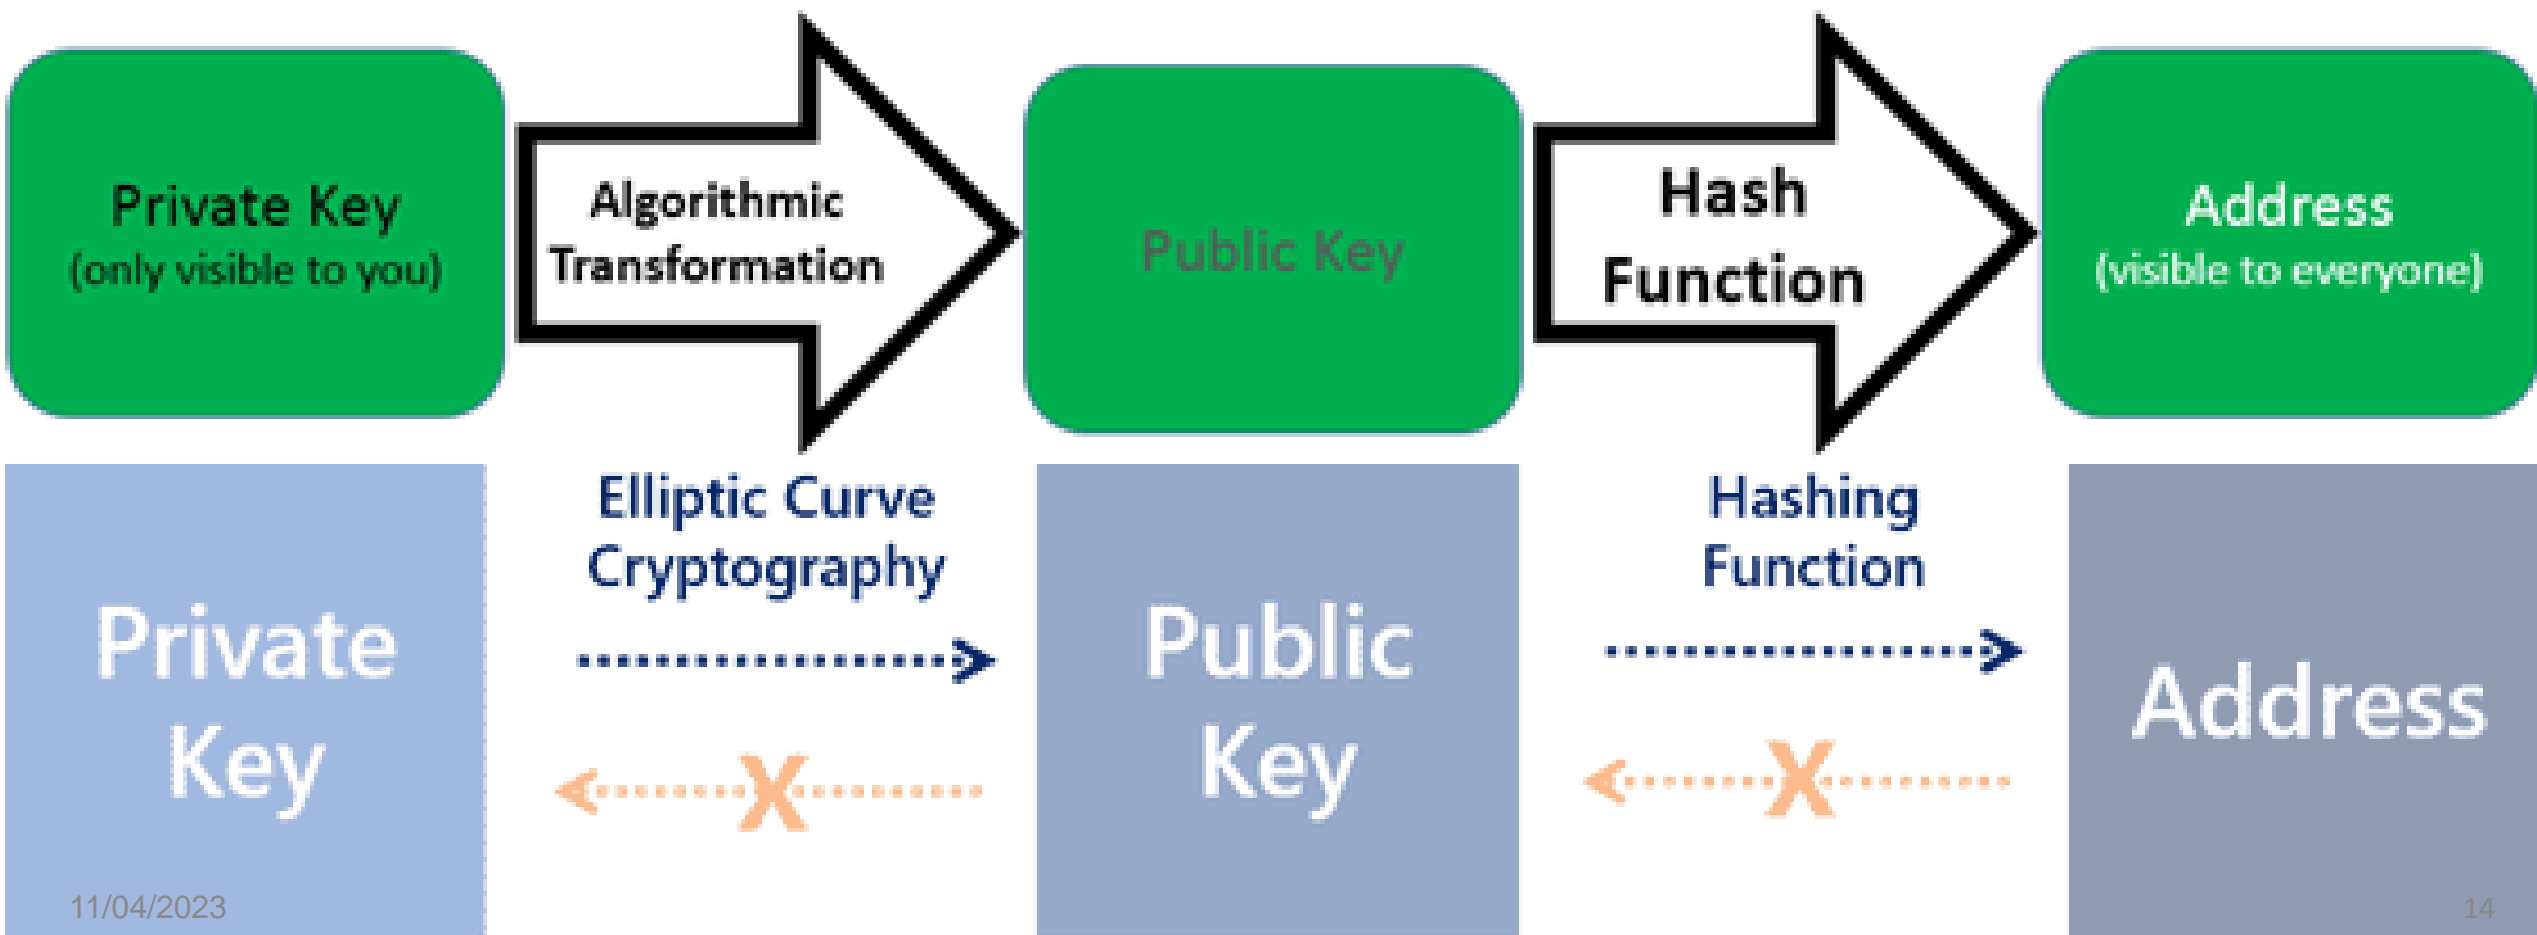 Private Key
(only visible to you)
Algorithmic
Transformation
Public Key
Hash
Function
Address
(visible to everyone)
Private
Key
Elliptic Curve
Cryptography
X
Public
Key
Hashing
Function
X
Address
11/04/2023
14